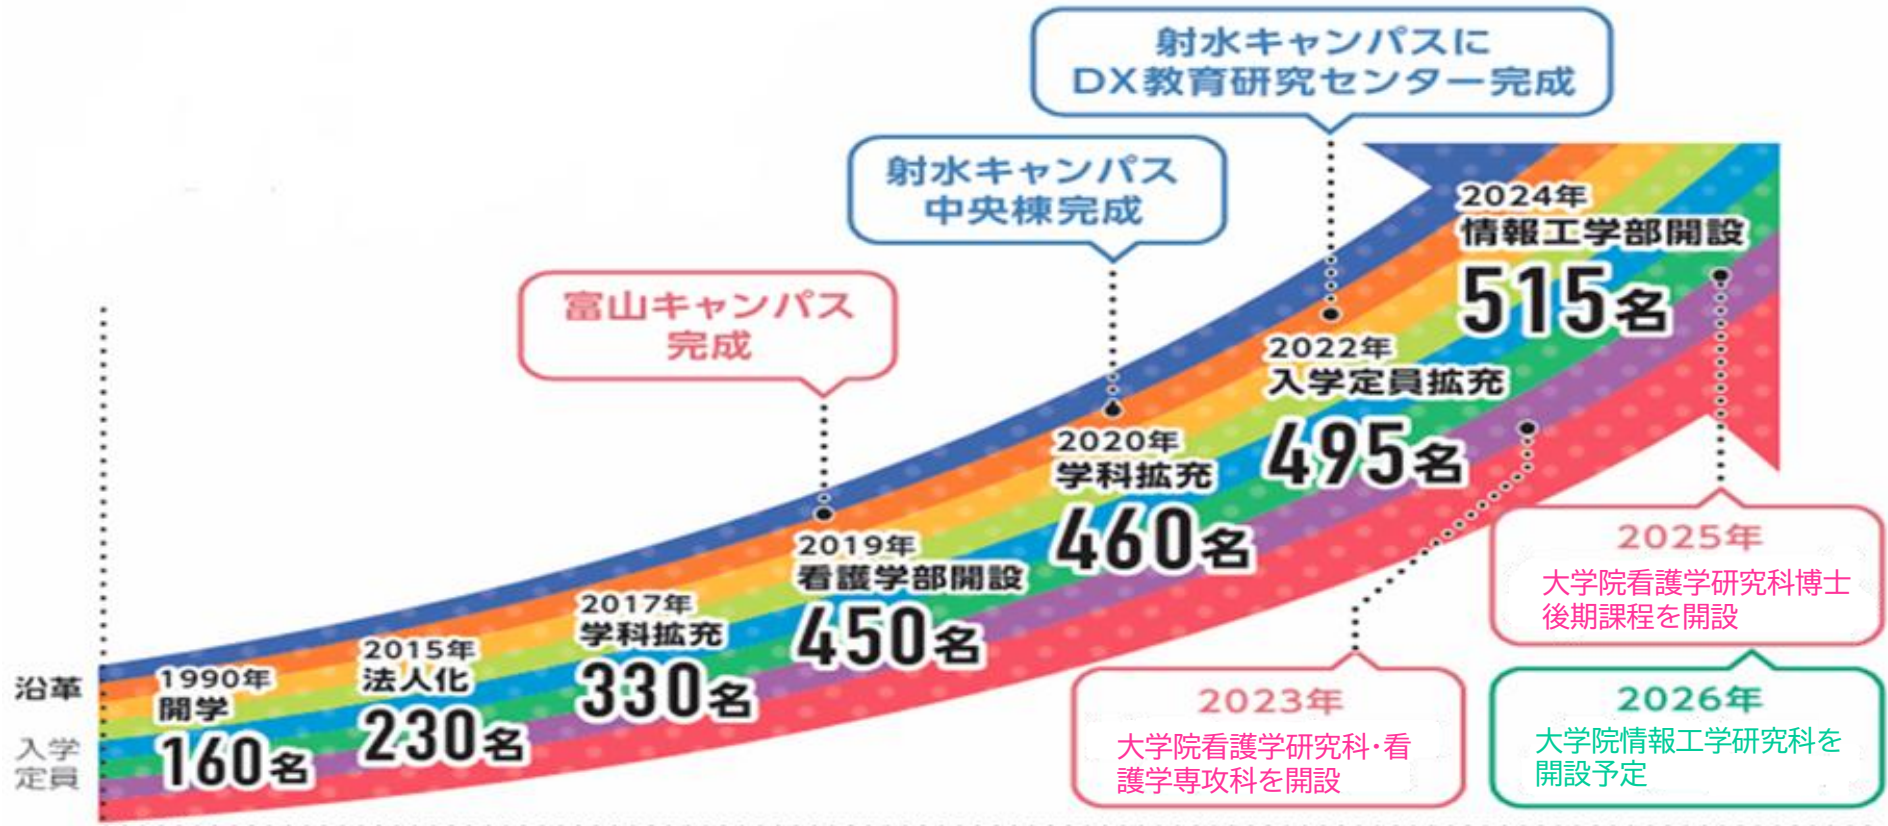 射水キャンパスに
DX教育研究センター完成
射水キャンパス
中央棟完成
富山キャンパス
完成
沿革
入学
定員
1990年
開学
160名
2015年
法人化
230名
2017年
学科拡充
330名
2019年
看護学部開設
450名
2020年
学科拡充
460名
2022年
入学定員拡充
495名
2024年
情報工学部開設
515名
2023年
大学院看護学研究科・看
護学専攻科を開設
2025年
大学院看護学研究科博士
後期課程を開設
2026年
大学院情報工学研究科を
開設予定